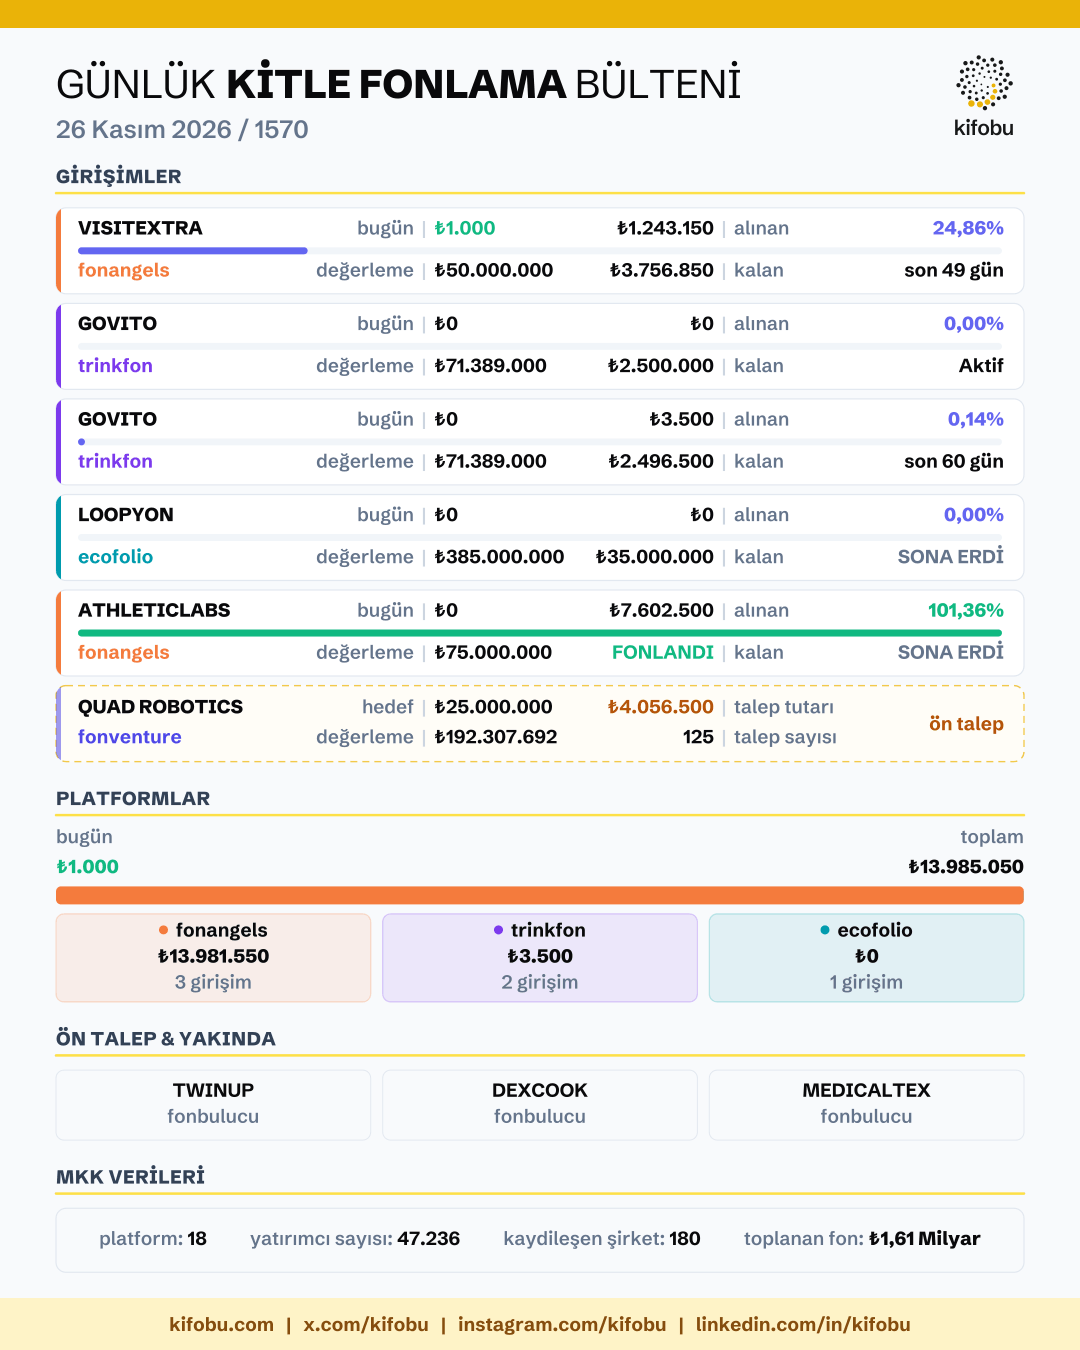 GÜNLÜK KİTLE FONLAMA BÜLTENİ
26 Kasım 2026 / 1570
kifobu
GİRİŞİMLER
VISITEXTRA bugün | ₺1.000 ₺1.243.150 | alınan 24,86%
fonangels değerleme | ₺50.000.000 ₺3.756.850 | kalan son 49 gün
GOVITO bugün | ₺0 ₺0 | alınan 0,00%
trinkfon değerleme | ₺71.389.000 ₺2.500.000 | kalan Aktif
GOVITO bugün | ₺0 ₺3.500 | alınan 0,14%
trinkfon değerleme | ₺71.389.000 ₺2.496.500 | kalan son 60 gün
LOOPYON bugün | ₺0 ₺0 | alınan 0,00%
ecofolio değerleme | ₺385.000.000 ₺35.000.000 | kalan SONA ERDİ
ATHLETICLABS bugün | ₺0 ₺7.602.500 | alınan 101,36%
fonangels değerleme | ₺75.000.000 FONLANDI | kalan SONA ERDİ
QUAD ROBOTICS hedef | ₺25.000.000 ₺4.056.500 | talep tutarı
ön talep
fonventure değerleme | ₺192.307.692 125 | talep sayısı
PLATFORMLAR
bugün toplam
₺1.000 ₺13.985.050
fonangels trinkfon ecofolio
₺13.981.550 ₺3.500 ₺0
3 girişim 2 girişim 1 girişim
ÖN TALEP & YAKINDA
TWINUP DEXCOOK MEDICALTEX
fonbulucu fonbulucu fonbulucu
MKK VERİLERİ
platform: 18 yatırımcı sayısı: 47.236 kaydileşen şirket: 180 toplanan fon: ₺1,61 Milyar
kifobu.com | x.com/kifobu | instagram.com/kifobu | linkedin.com/in/kifobu